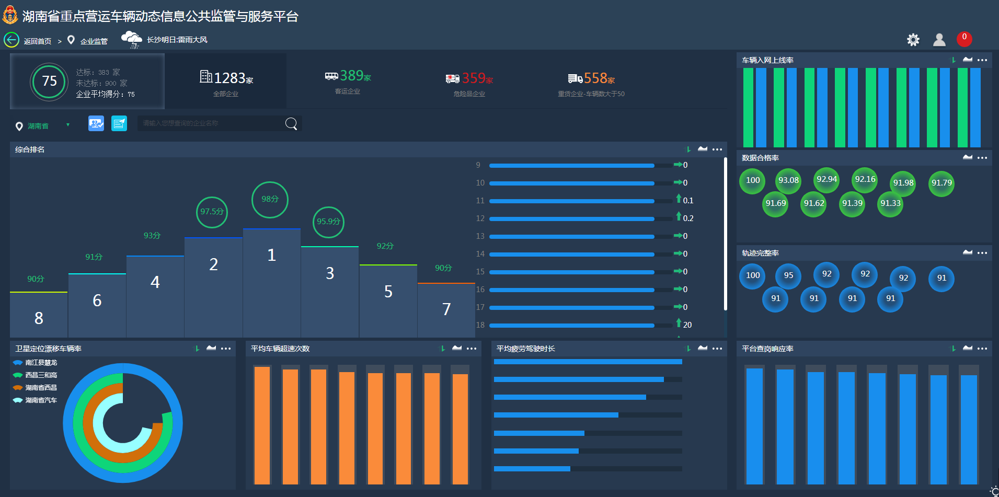 湖南省重点营运车辆动态信息公共监管与服务平台
返回首页 > 企业监管 长沙明日:雷雨大风 0
75
达标：383 家
未达标：900 家
企业平均得分：75
1283家
全部企业
389家
客运企业
359家
危险品企业
558家
重货企业-车辆数大于50
湖南省
请输入您想查询的企业名称
综合排名
90分
8
91分
6
93分
4
97.5分
2
98分
1
95.9分
3
92分
5
90分
7
9 0
10 0
11 0.1
12 0.2
13 0
14 0
15 0
16 0
17 0
18 20
车辆入网上线率
数据合格率
100 93.08 92.94 92.16 91.98 91.79
91.69 91.62 91.39 91.33
轨迹完整率
100 95 92 92 92 91
91 91 91 91
卫星定位漂移车辆率
南江县慧龙
西昌三和高
湖南省西昌
湖南省汽车
平均车辆超速次数
平均疲劳驾驶时长
平台查岗响应率